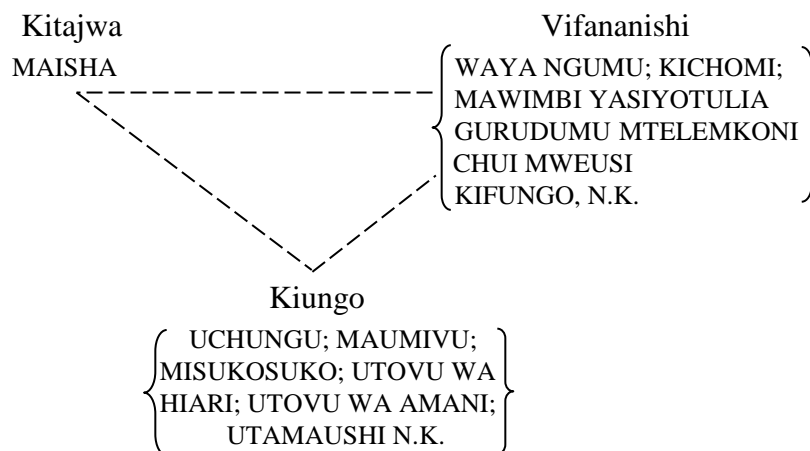 Kitajwa
MAISHA
Vifananishi
WAYA NGUMU; KICHOMI;
MAWIMBI YASIYOTULIA
GURUDUMU MTELEMKONI
CHUI MWEUSI
KIFUNGO, N.K.
Kiungo
UCHUNGU; MAUMIVU;
MISUKOSUKO; UTOVU WA
HIARI; UTOVU WA AMANI;
UTAMAUSHI N.K.